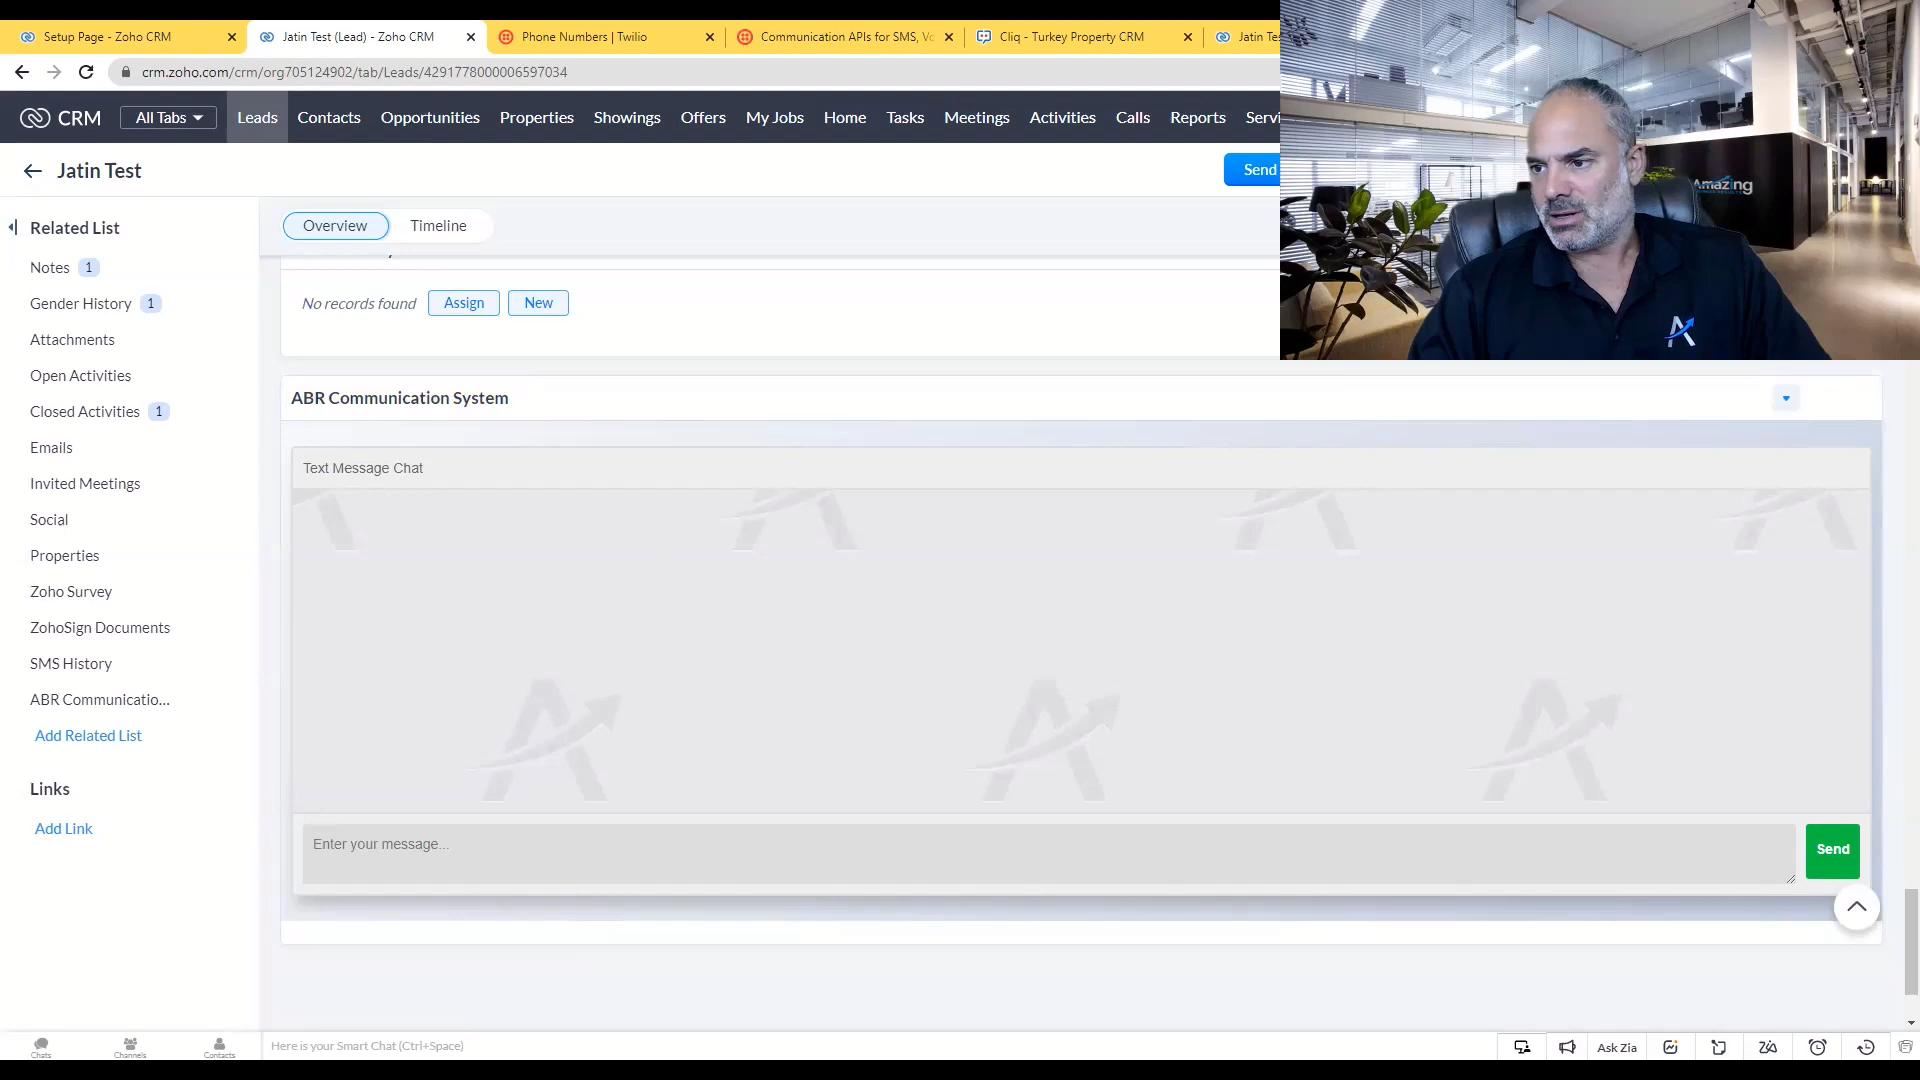 Setup Page - Zoho CRM
Jatin Test (Lead) - Zoho CRM
Phone Numbers | Twilio
Communication APIs for SMS, Vo
Cliq - Turkey Property CRM
Jatin Tes
crm.zoho.com/crm/org705124902/tab/Leads/4291778000006597034
CRM
All Tabs
Leads
Contacts
Opportunities
Properties
Showings
Offers
My Jobs
Home
Tasks
Meetings
Activities
Calls
Reports
Servi
Jatin Test
Send
Amazing
Related List
Overview
Timeline
Notes 1
Gender History 1
No records found
Assign
New
Attachments
Open Activities
Closed Activities 1
ABR Communication System
Emails
Text Message Chat
Invited Meetings
Social
Properties
Zoho Survey
ZohoSign Documents
SMS History
ABR Communicatio...
Add Related List
Links
Add Link
Enter your message...
Send
Chats
Channels
Contacts
Here is your Smart Chat (Ctrl+Space)
Ask Zia